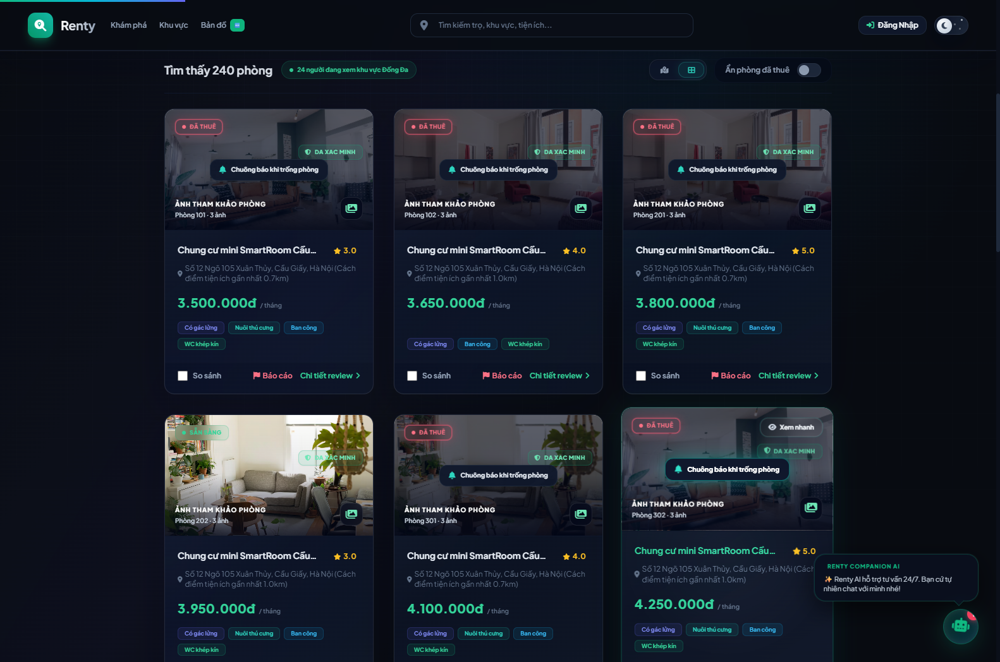 Renty
Khám phá
Khu vực
Bản đồ
Tìm kiếm trọ, khu vực, tiện ích...
Đăng Nhập
Tìm thấy 240 phòng
24 người đang xem khu vực Đống Đa
Ẩn phòng đã thuê
ĐÃ THUÊ
DA XAC MINH
Chuông báo khi trống phòng
ẢNH THAM KHẢO PHÒNG
Phòng 101 · 3 ảnh
Chung cư mini SmartRoom Cầu...
3.0
Số 12 Ngõ 105 Xuân Thủy, Cầu Giấy, Hà Nội (Cách
điểm tiện ích gần nhất 0.7km)
3.500.000đ / tháng
Có gác lửng
Nuôi thú cưng
Ban công
WC khép kín
So sánh
Báo cáo
Chi tiết review
ĐÃ THUÊ
DA XAC MINH
Chuông báo khi trống phòng
ẢNH THAM KHẢO PHÒNG
Phòng 102 · 3 ảnh
Chung cư mini SmartRoom Cầu...
4.0
Số 12 Ngõ 105 Xuân Thủy, Cầu Giấy, Hà Nội (Cách
điểm tiện ích gần nhất 1.0km)
3.650.000đ / tháng
Có gác lửng
Ban công
WC khép kín
So sánh
Báo cáo
Chi tiết review
ĐÃ THUÊ
DA XAC MINH
Chuông báo khi trống phòng
ẢNH THAM KHẢO PHÒNG
Phòng 201 · 3 ảnh
Chung cư mini SmartRoom Cầu...
5.0
Số 12 Ngõ 105 Xuân Thủy, Cầu Giấy, Hà Nội (Cách
điểm tiện ích gần nhất 0.7km)
3.800.000đ / tháng
Có gác lửng
Nuôi thú cưng
Ban công
WC khép kín
So sánh
Báo cáo
Chi tiết review
SẴN SÀNG
DA XAC MINH
ẢNH THAM KHẢO PHÒNG
Phòng 202 · 3 ảnh
Chung cư mini SmartRoom Cầu...
3.0
Số 12 Ngõ 105 Xuân Thủy, Cầu Giấy, Hà Nội (Cách
điểm tiện ích gần nhất 1.0km)
3.950.000đ / tháng
Có gác lửng
Nuôi thú cưng
Ban công
WC khép kín
ĐÃ THUÊ
DA XAC MINH
Chuông báo khi trống phòng
ẢNH THAM KHẢO PHÒNG
Phòng 301 · 3 ảnh
Chung cư mini SmartRoom Cầu...
4.0
Số 12 Ngõ 105 Xuân Thủy, Cầu Giấy, Hà Nội (Cách
điểm tiện ích gần nhất 0.7km)
4.100.000đ / tháng
Có gác lửng
Nuôi thú cưng
Ban công
WC khép kín
ĐÃ THUÊ
Xem nhanh
DA XAC MINH
Chuông báo khi trống phòng
ẢNH THAM KHẢO PHÒNG
Phòng 302 · 3 ảnh
Chung cư mini SmartRoom Cầu...
5.0
Số 12 Ngõ 105 Xuân Thủy, Cầu Giấy, Hà Nội (Cách
điểm tiện ích gần nhất 1.0km)
4.250.000đ / tháng
Có gác lửng
Nuôi thú cưng
Ban công
WC khép kín
RENTY COMPANION AI
✨ Renty AI hỗ trợ tư vấn 24/7. Bạn cứ tự
nhiên chat với mình nhé!